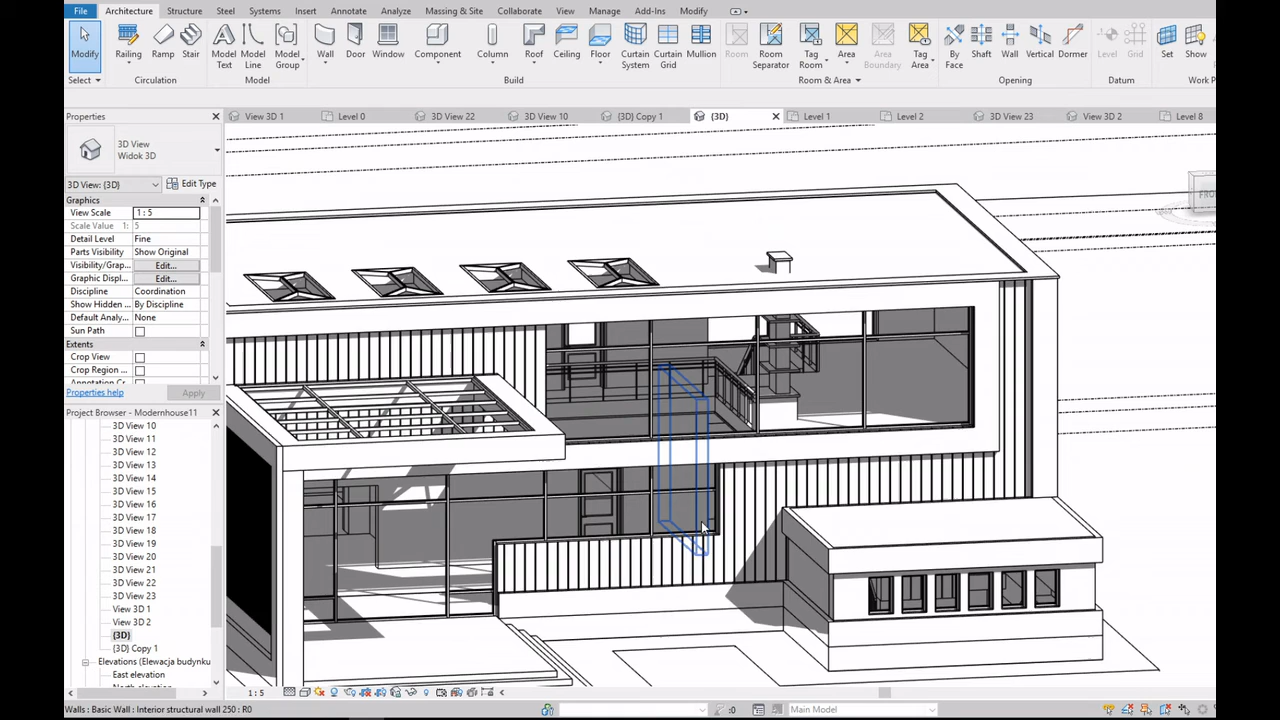 File Architecture Structure Steel Systems Insert Annotate Analyze Massing & Site Collaborate View Manage Add-Ins Modify
Modify Railing Ramp Stair Model Text Model Line Model Group Wall Door Window Component Column Roof Ceiling Floor Curtain System Curtain Grid Mullion Room Room Separator Tag Room Area Area Boundary Tag Area By Face Shaft Wall Vertical Dormer Level Grid Set Show
Select Circulation Model Build Room & Area Opening Datum Work P
Properties View 3D 1 Level 0 3D View 22 3D View 10 {3D} Copy 1 {3D} Level 1 Level 2 3D View 23 View 3D 2 Level 8
3D View
Widok 3D
3D View: {3D} Edit Type
Graphics
View Scale 1 : 5
Scale Value 1: 5
Detail Level Fine
Parts Visibility Show Original
Visibility/Grap... Edit...
Graphic Displ... Edit...
Discipline Coordination
Show Hidden ... By Discipline
Default Analy... None
Sun Path
Extents
Crop View
Crop Region ...
Annotation Cr
Properties help Apply
Project Browser - Modernhouse11
3D View 10
3D View 11
3D View 12
3D View 13
3D View 14
3D View 15
3D View 16
3D View 17
3D View 18
3D View 19
3D View 20
3D View 21
3D View 22
3D View 23
View 3D 1
View 3D 2
{3D}
{3D} Copy 1
Elevations (Elewacja budynku
East elevation
North elevation
1 : 5
Walls : Basic Wall : Interior structural wall 250 : R0 :0 Main Model